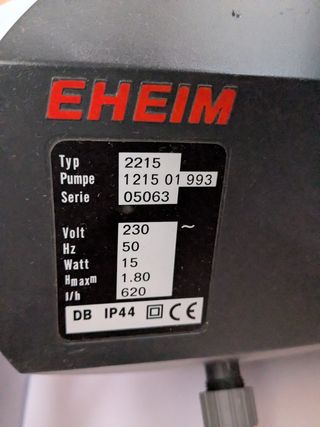 EHEIM
Typ 2215
Pumpe 1215 01 993
Serie 05063
Volt 230 ~
Hz 50
Watt 15
Hmax m 1.80
l/h 620
DB IP44 CE